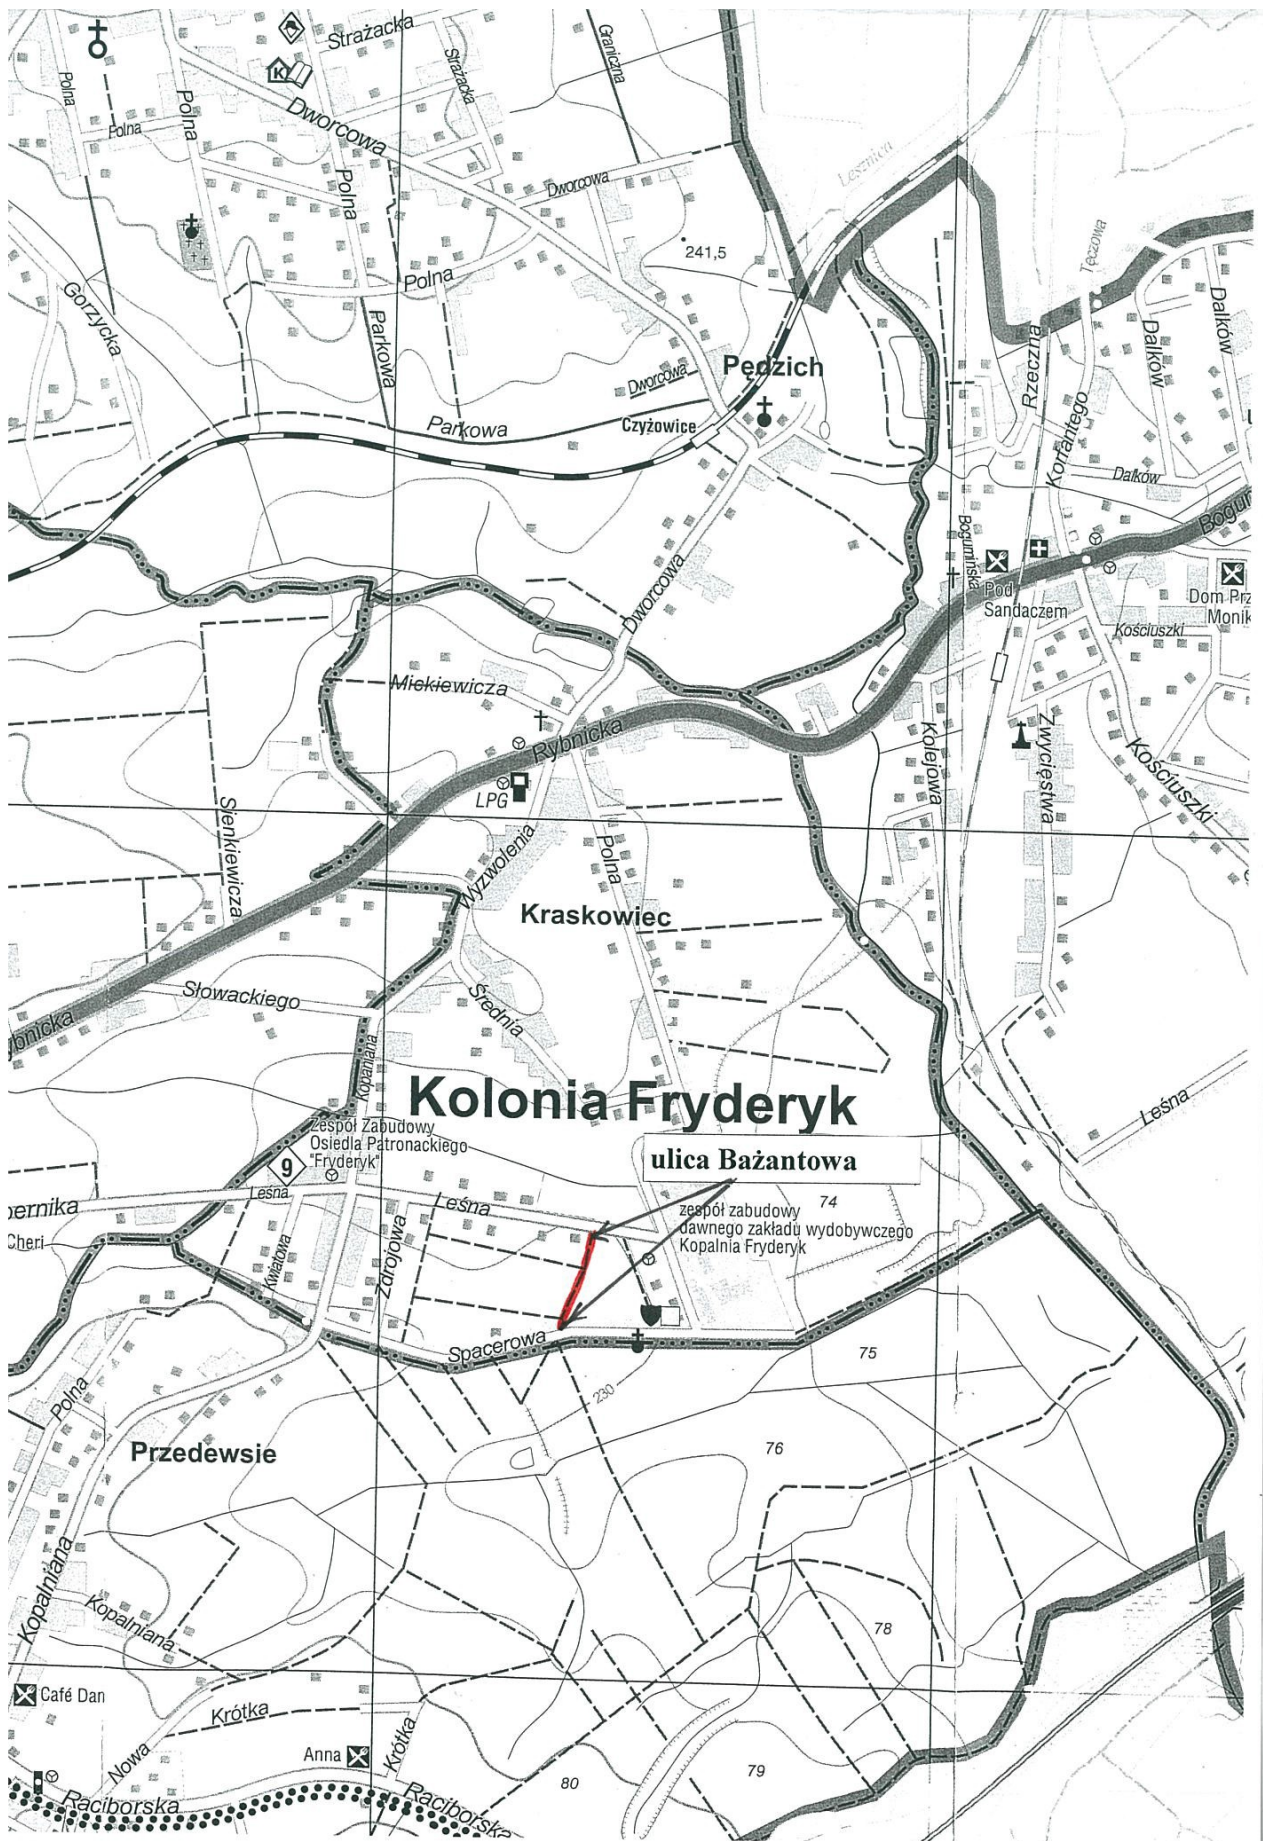 Strażacka
Graniczna
Strażacka
Polna
K
Polna
Dworcowa
Polna
Polna
Leśnica
Dworcowa
Tęczowa
241,5
Polna
Gorzycka
Parkowa
Dalków
Dalków
Rzeczna
Pędzich
Dworcowa
Korfantego
Czyżowice
Parkowa
Dalków
Bogumińska
Pod
Sandaczem
Dom Prz
Monik
Kościuszki
Dworcowa
Mickiewicza
Rybnicka
Kolejowa
Zwycięstwa
Kościuszki
LPG
Sienkiewicza
Wyzwolenia
Polna
Kraskowiec
Słowackiego
Średnia
ybnicka
Kopalniana
Kolonia Fryderyk
Leśna
Zespół Zabudowy
Osiedla Patronackiego
"Fryderyk"
9
ulica Bażantowa
Leśna
Leśna
74
zespół zabudowy
dawnego zakładu wydobywczego
Kopalnia Fryderyk
pernika
Cheri
Kwiatowa
Zdrojowa
Spacerowa
75
230
Polna
Przedewsie
76
Kopalniana
Kopalniana
78
Café Dan
Krótka
Krótka
Nowa
Anna
79
80
Raciborska
Raciborska